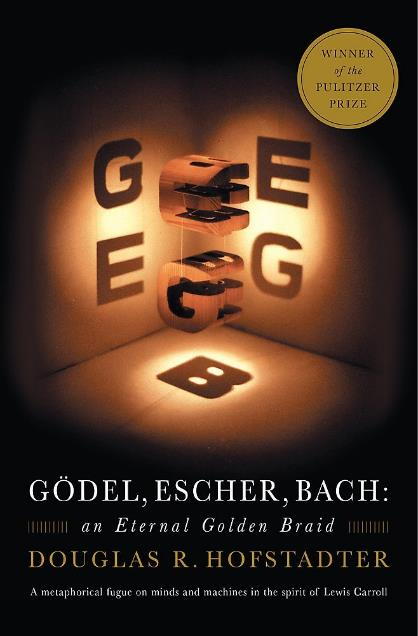 WINNER
of the
PULITZER
PRIZE
G
E
E
G
B
GÖDEL, ESCHER, BACH:
an Eternal Golden Braid
DOUGLAS R. HOFSTADTER
A metaphorical fugue on minds and machines in the spirit of Lewis Carroll